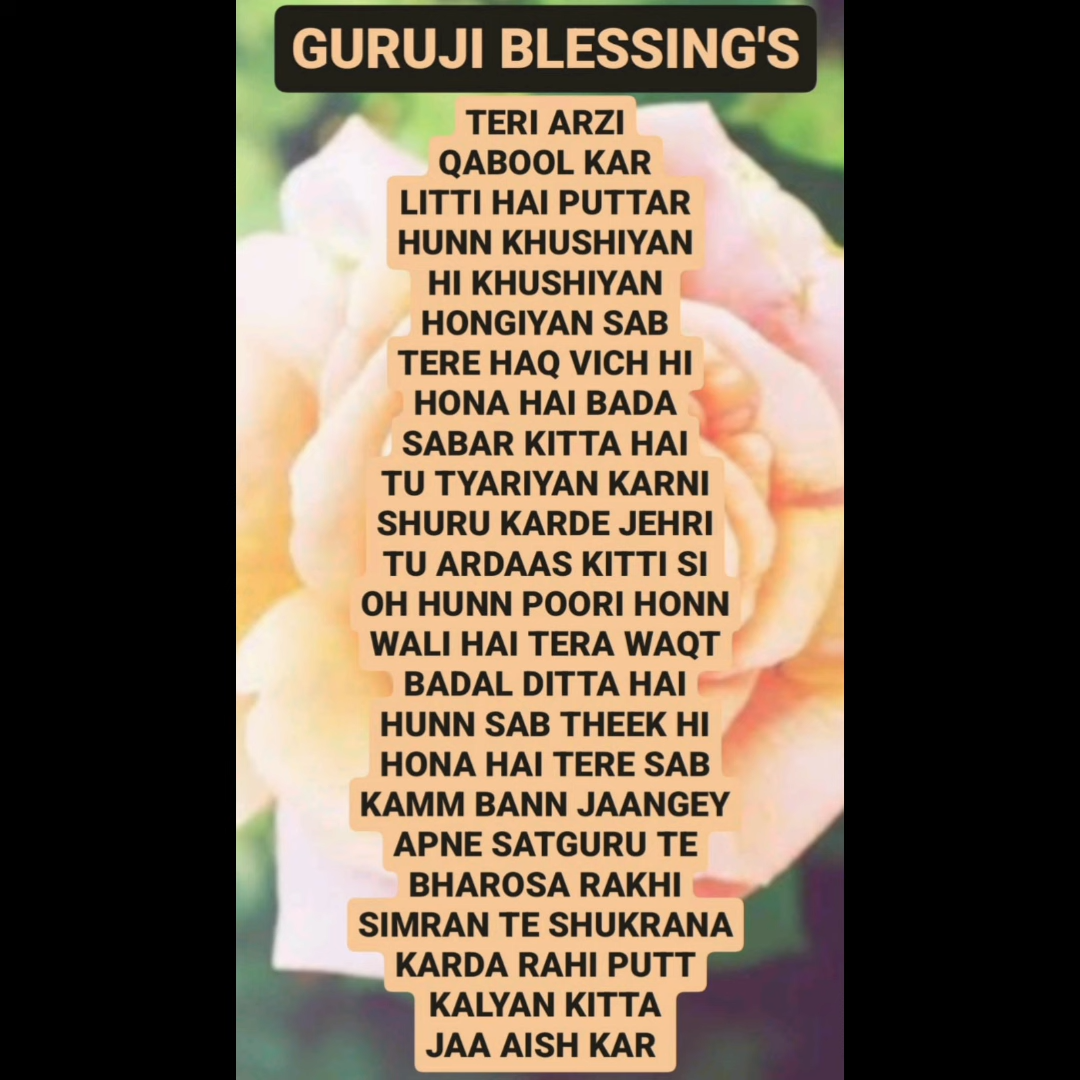 GURUJI BLESSING'S
TERI ARZI
QABOOL KAR
LITTI HAI PUTTAR
HUNN KHUSHIYAN
HI KHUSHIYAN
HONGIYAN SAB
TERE HAQ VICH HI
HONA HAI BADA
SABAR KITTA HAI
TU TYARIYAN KARNI
SHURU KARDE JEHRI
TU ARDAAS KITTI SI
OH HUNN POORI HONN
WALI HAI TERA WAQT
BADAL DITTA HAI
HUNN SAB THEEK HI
HONA HAI TERE SAB
KAMM BANN JAANGEY
APNE SATGURU TE
BHAROSA RAKHI
SIMRAN TE SHUKRANA
KARDA RAHI PUTT
KALYAN KITTA
JAA AISH KAR